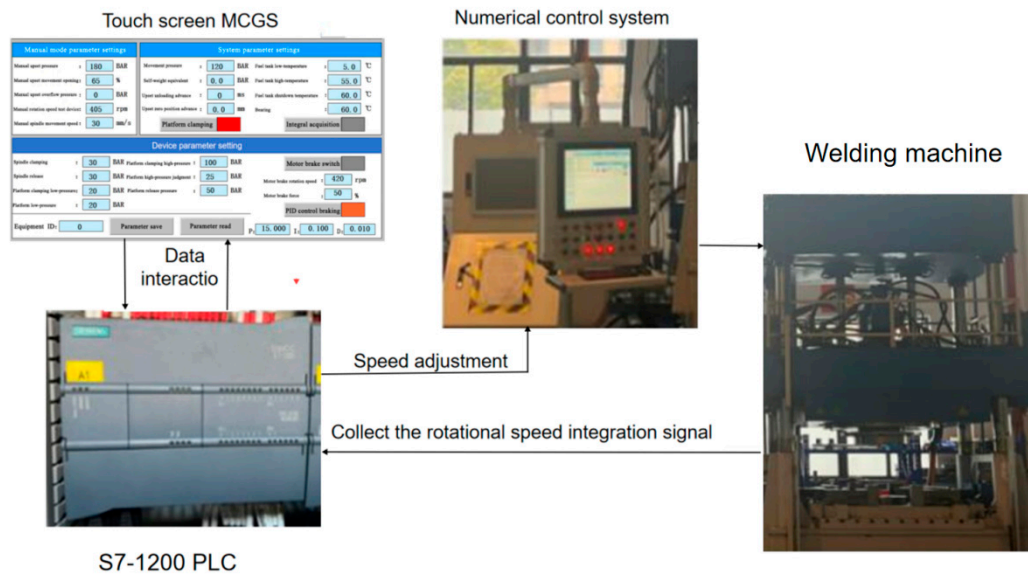 Touch screen MCGS
Numerical control system
Manual mode parameter settings
System parameter settings
Manual upset pressure : 180 BAR
Manual upset movement opening : 65 %
Manual upset overflow pressure : 0 BAR
Manual rotation speed 405 rpm
Manual spindle movement speed : 30 mm/s
Movement pressure : 120 BAR Fuel tank low-temperature : 5.0 ℃
Self-weight equivalent : 0.0 BAR Fuel tank high-temperature : 55.0 ℃
Upset unloading advance : 0 ms Fuel tank shutdown temperature : 60.0 ℃
Upset zero-position advance : 0.0 mm Bearing : 60.0 ℃
Platform clamping Integral acquisition
Device parameter setting
Spindle clamping : 30 BAR Platform clamping high-pressure : 100 BAR Motor brake switch
Spindle release : 30 BAR Platform high-pressure judgment : 25 BAR Motor brake rotation speed : 420 rpm
Platform clamping low-pressure : 20 BAR Platform release pressure : 50 BAR Motor brake force : 50 %
Platform low-pressure : 20 BAR PID control braking
Equipment ID: 0 Parameter save Parameter read P: 15.000 I: 0.100 D: 0.010
Welding machine
Data
interactio
SIEMENS
A1
Speed adjustment
Collect the rotational speed integration signal
S7-1200 PLC